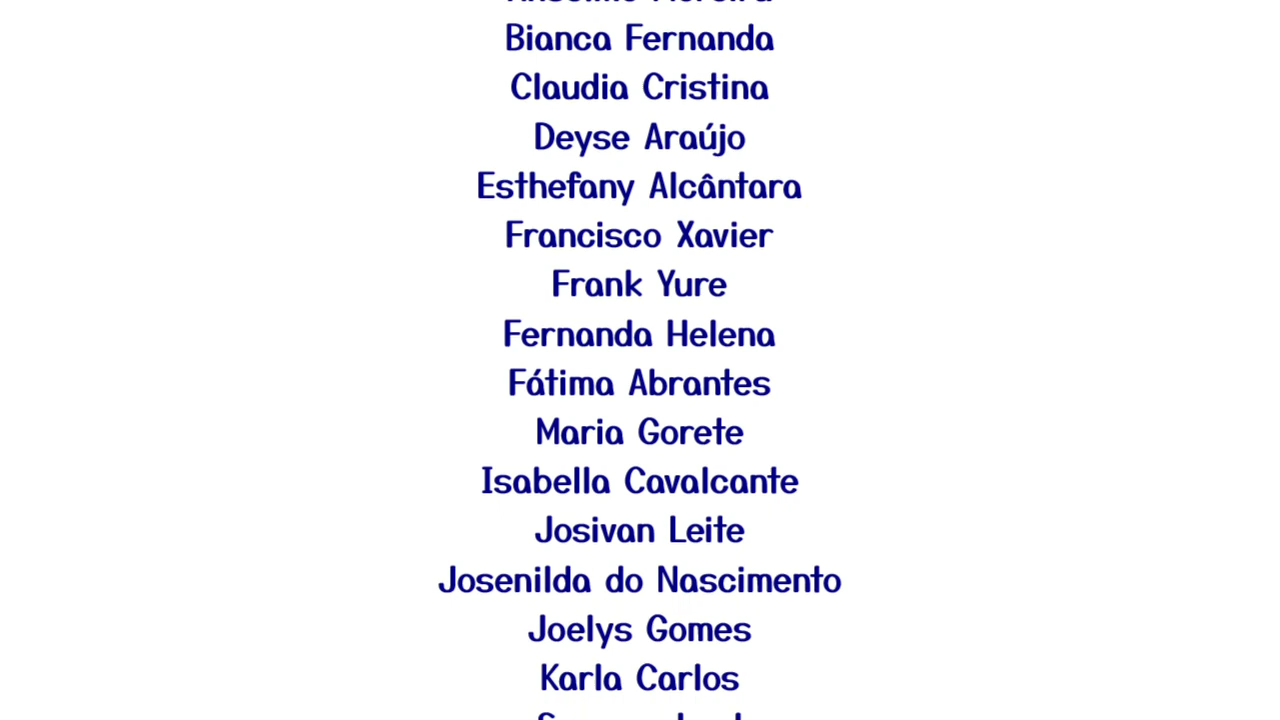 Bianca Fernanda
Claudia Cristina
Deyse Araújo
Esthefany Alcântara
Francisco Xavier
Frank Yure
Fernanda Helena
Fátima Abrantes
Maria Gorete
Isabella Cavalcante
Josivan Leite
Josenilda do Nascimento
Joelys Gomes
Karla Carlos